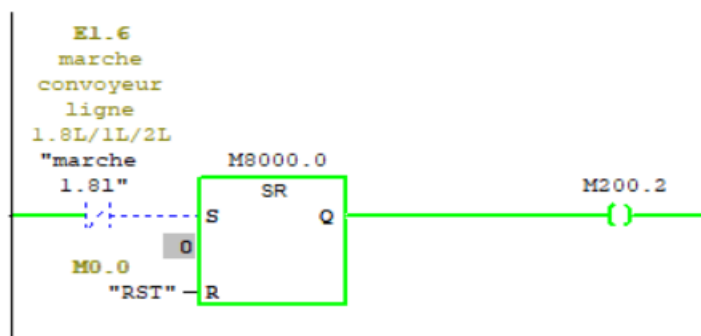 E1.6
marche
convoyeur
ligne
1.8L/1L/2L
"marche
1.81"
M8000.0
SR
M200.2
S
Q
0
M0.0
"RST"
R